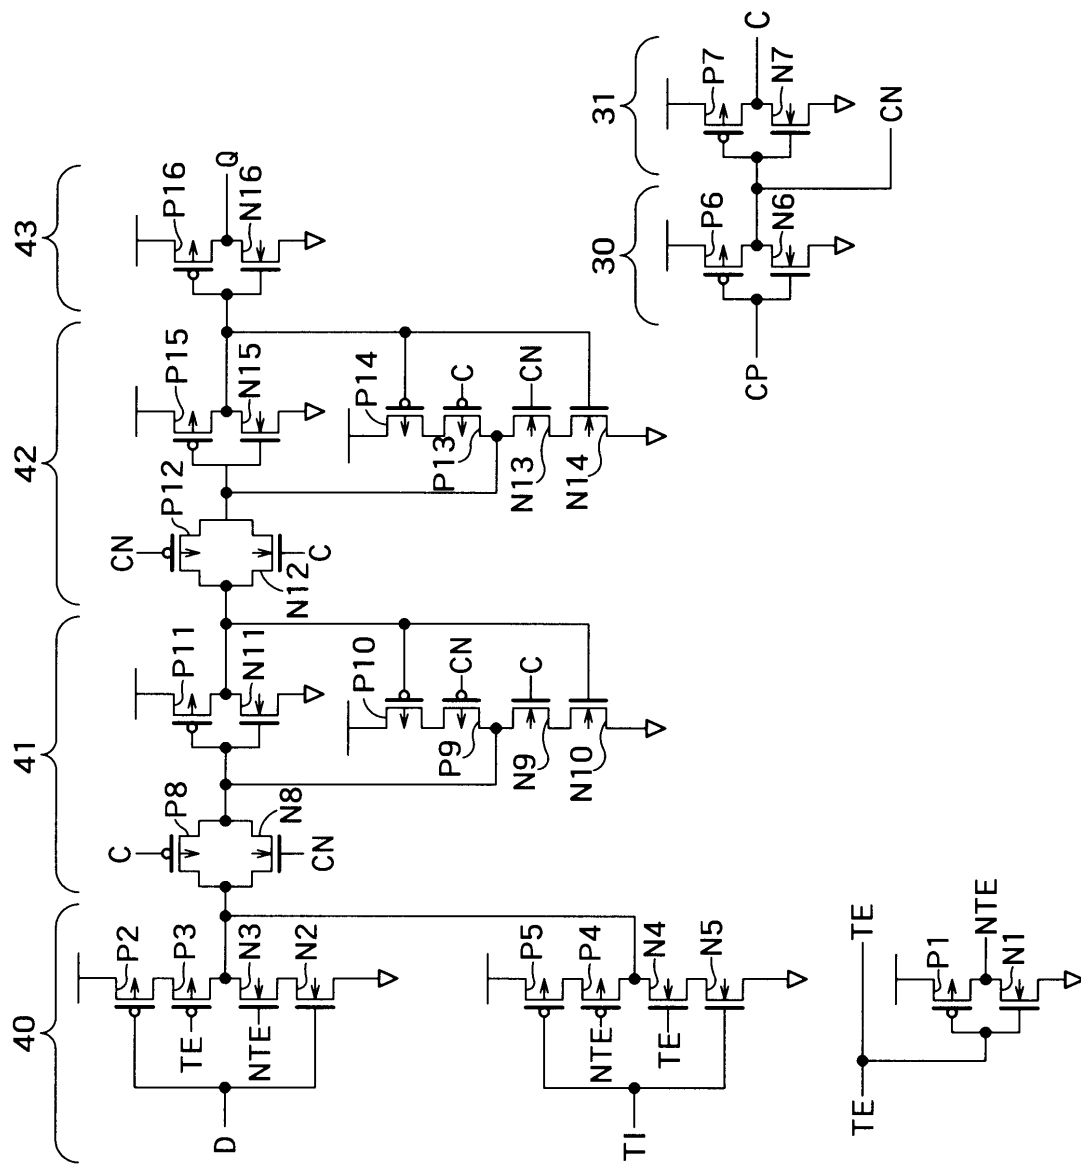 40
41
42
43
D
P2
P3
TE
NTE
N3
N2
C
P8
N8
CN
P11
N11
P10
CN
P9
C
N9
N10
CN
P12
N12
C
P15
N15
P14
C
P13
CN
N13
N14
P16
N16
Q
TI
P5
P4
NTE
TE
N4
N5
TE
TE
P1
NTE
N1
30
31
CP
P6
N6
P7
N7
C
CN